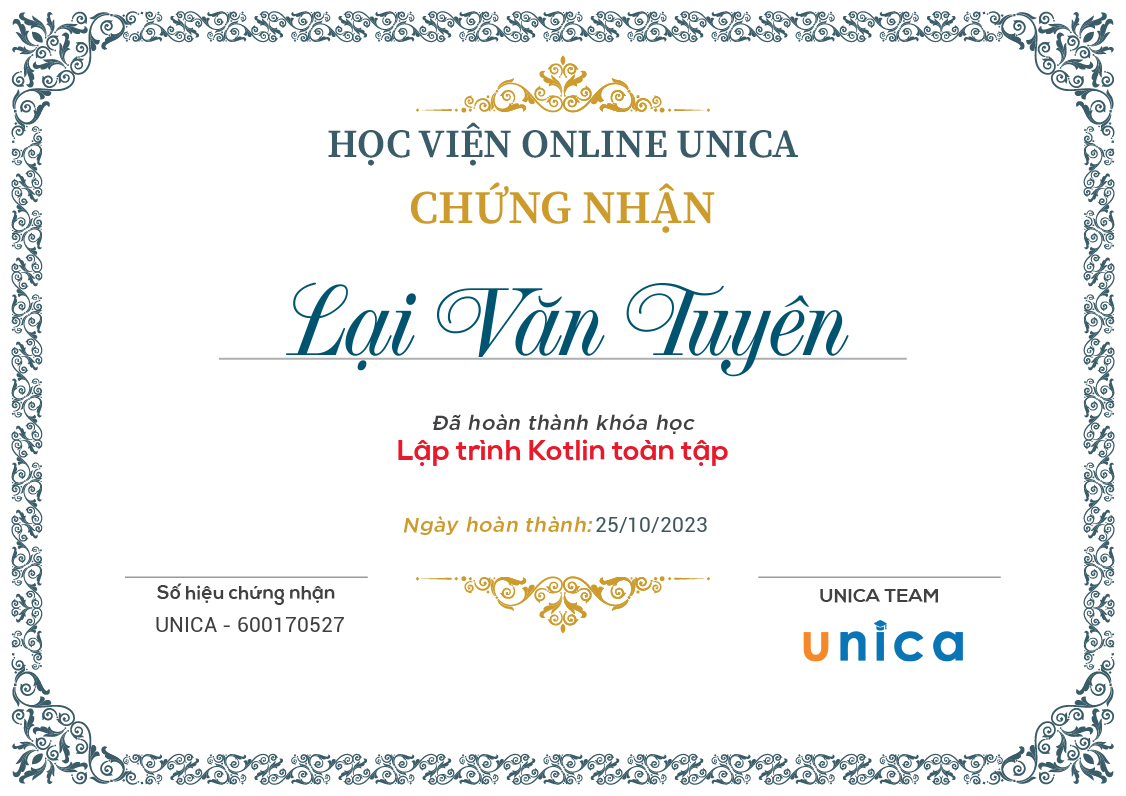 HỌC VIỆN ONLINE UNICA
CHỨNG NHẬN
Lại Văn Tuyên
Đã hoàn thành khóa học
Lập trình Kotlin toàn tập
Ngày hoàn thành: 25/10/2023
Số hiệu chứng nhận
UNICA - 600170527
UNICA TEAM
unica